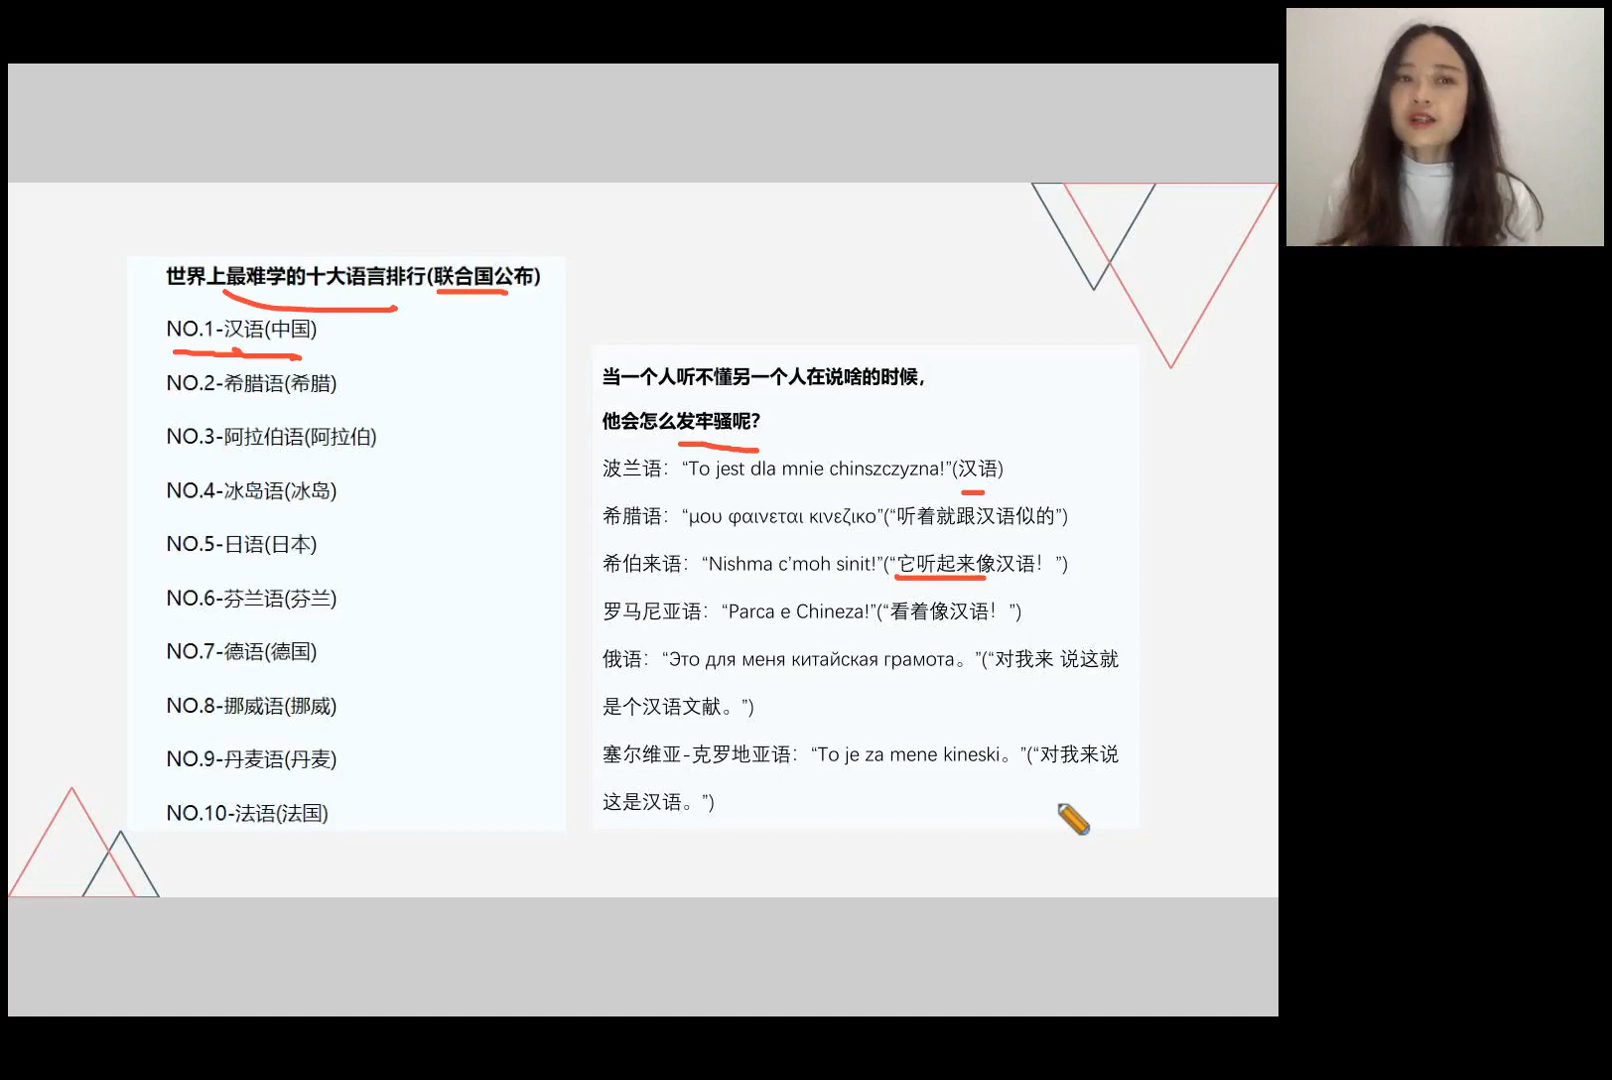 世界上最难学的十大语言排行(联合国公布)
NO.1-汉语(中国)
NO.2-希腊语(希腊)
NO.3-阿拉伯语(阿拉伯)
NO.4-冰岛语(冰岛)
NO.5-日语(日本)
NO.6-芬兰语(芬兰)
NO.7-德语(德国)
NO.8-挪威语(挪威)
NO.9-丹麦语(丹麦)
NO.10-法语(法国)
当一个人听不懂另一个人在说啥的时候，
他会怎么发牢骚呢？
波兰语：“To jest dla mnie chinszczyzna!”(汉语)
希腊语：“μου φαινεται κινεζικο”(“听着就跟汉语似的”)
希伯来语：“Nishma c’moh sinit!”(“它听起来像汉语！”)
罗马尼亚语：“Parca e Chineza!”(“看着像汉语！”)
俄语：“Это для меня китайская грамота。”(“对我来 说这就
是个汉语文献。”)
塞尔维亚-克罗地亚语：“To je za mene kineski。”(“对我来说
这是汉语。”)